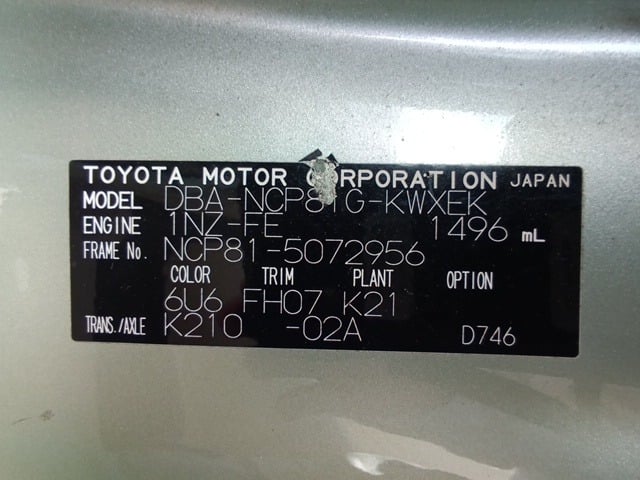 TOYOTA MOTOR CORPORATION JAPAN
MODEL DBA-NCP81G-KWXEK
ENGINE 1NZ-FE 1496 mL
FRAME No. NCP81-5072956
COLOR TRIM PLANT OPTION
6U6 FH07 K21
TRANS./AXLE K210 -02A D746